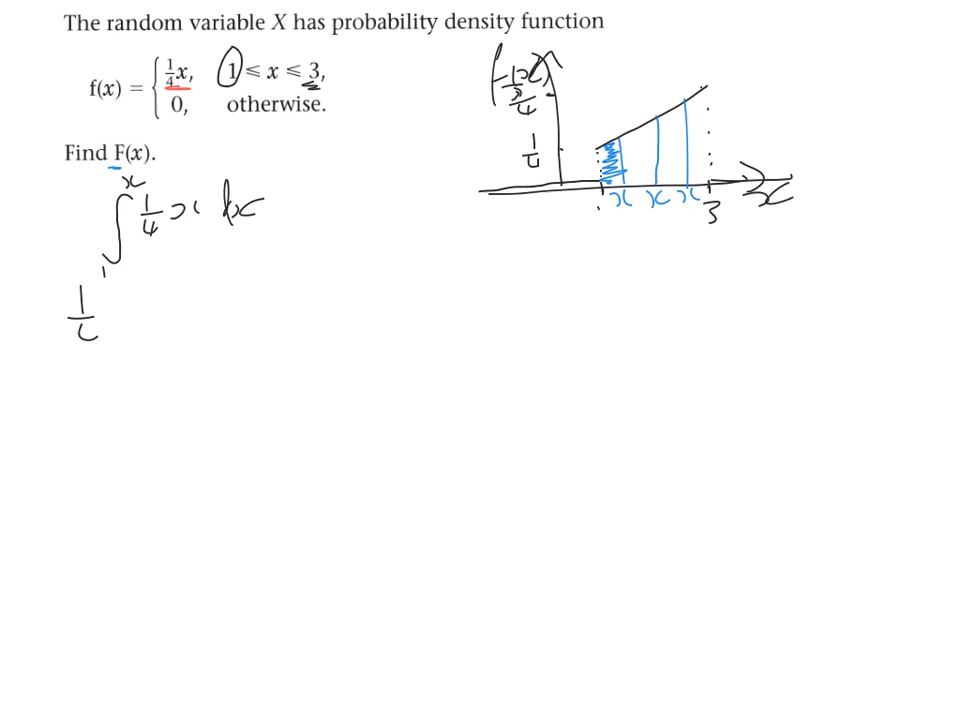 The random variable X has probability density function
f(x) = { 1/4 x, 1 ⩽ x ⩽ 3,
0, otherwise.
Find F(x).
∫₁ˣ 1/4 x dx
3/4
1/4
x x x 3 x